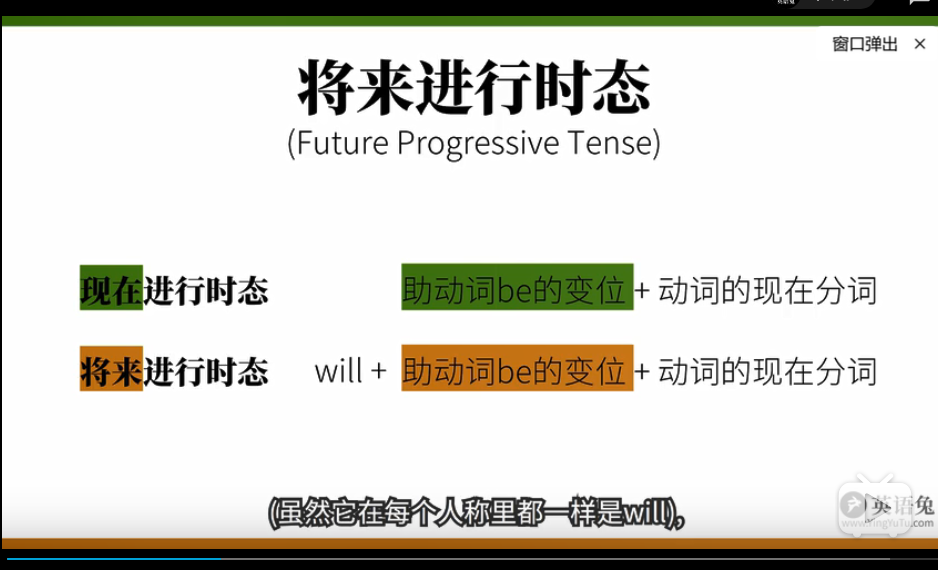 窗口弹出 ×
将来进行时态
(Future Progressive Tense)
现在进行时态 助动词be的变位 + 动词的现在分词
将来进行时态 will + 助动词be的变位 + 动词的现在分词
(虽然它在每个人称里都一样是will),
英语兔
www.YingYuTu.com